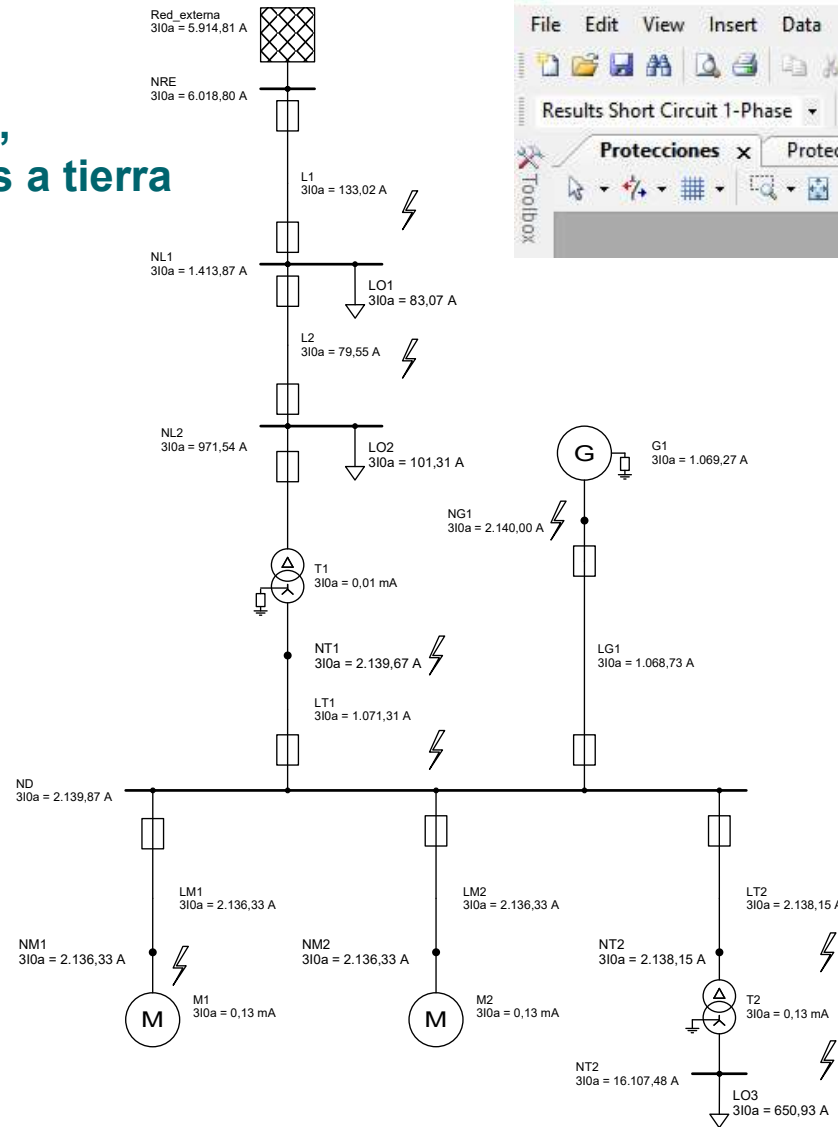 ,
s a tierra
File Edit View Insert Data
Results Short Circuit 1-Phase
Protecciones x Protec
Toolbox
Red_externa
3I0a = 5.914,81 A
NRE
3I0a = 6.018,80 A
L1
3I0a = 133,02 A
NL1
3I0a = 1.413,87 A
LO1
3I0a = 83,07 A
L2
3I0a = 79,55 A
NL2
3I0a = 971,54 A
LO2
3I0a = 101,31 A
G
G1
3I0a = 1.069,27 A
NG1
3I0a = 2.140,00 A
T1
3I0a = 0,01 mA
NT1
3I0a = 2.139,67 A
LG1
3I0a = 1.068,73 A
LT1
3I0a = 1.071,31 A
ND
3I0a = 2.139,87 A
LM1
3I0a = 2.136,33 A
LM2
3I0a = 2.136,33 A
LT2
3I0a = 2.138,15 A
NM1
3I0a = 2.136,33 A
NM2
3I0a = 2.136,33 A
NT2
3I0a = 2.138,15 A
M
M1
3I0a = 0,13 mA
M
M2
3I0a = 0,13 mA
T2
3I0a = 0,13 mA
NT2
3I0a = 16.107,48 A
LO3
3I0a = 650,93 A